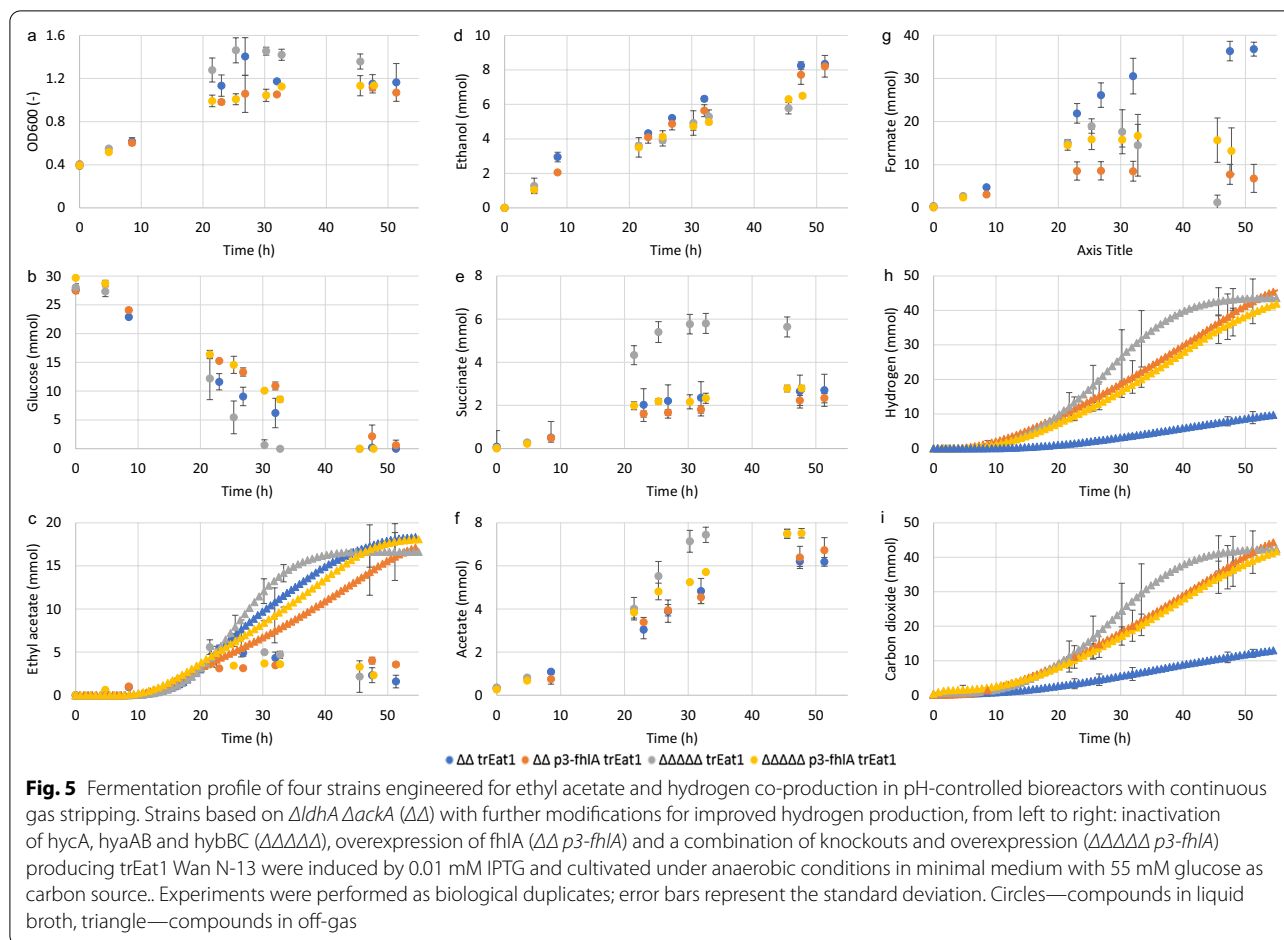 a
OD600 (-)
1.6
1.2
0.8
0.4
0
0 10 20 30 40 50
Time (h)
d
Ethanol (mmol)
10
8
6
4
2
0
0 10 20 30 40 50
Time (h)
g
Formate (mmol)
40
30
20
10
0
0 10 20 30 40 50
Axis Title
b
Glucose (mmol)
30
25
20
15
10
5
0
0 10 20 30 40 50
Time (h)
e
Succinate (mmol)
8
6
4
2
0
0 10 20 30 40 50
Time (h)
h
Hydrogen (mmol)
50
40
30
20
10
0
0 10 20 30 40 50
Time (h)
c
Ethyl acetate (mmol)
20
15
10
5
0
0 10 20 30 40 50
Time (h)
f
Acetate (mmol)
8
6
4
2
0
0 10 20 30 40 50
Time (h)
i
Carbon dioxide (mmol)
50
40
30
20
10
0
0 10 20 30 40 50
Time (h)
ΔΔ trEat1 ΔΔ p3-fhlA trEat1 ΔΔΔΔΔ trEat1 ΔΔΔΔΔ p3-fhlA trEat1
Fig. 5 Fermentation profile of four strains engineered for ethyl acetate and hydrogen co-production in pH-controlled bioreactors with continuous
gas stripping. Strains based on ΔldhA ΔackA (ΔΔ) with further modifications for improved hydrogen production, from left to right: inactivation
of hycA, hyaAB and hybBC (ΔΔΔΔΔ), overexpression of fhlA (ΔΔ p3-fhlA) and a combination of knockouts and overexpression (ΔΔΔΔΔ p3-fhlA)
producing trEat1 Wan N-13 were induced by 0.01 mM IPTG and cultivated under anaerobic conditions in minimal medium with 55 mM glucose as
carbon source.. Experiments were performed as biological duplicates; error bars represent the standard deviation. Circles—compounds in liquid
broth, triangle—compounds in off-gas